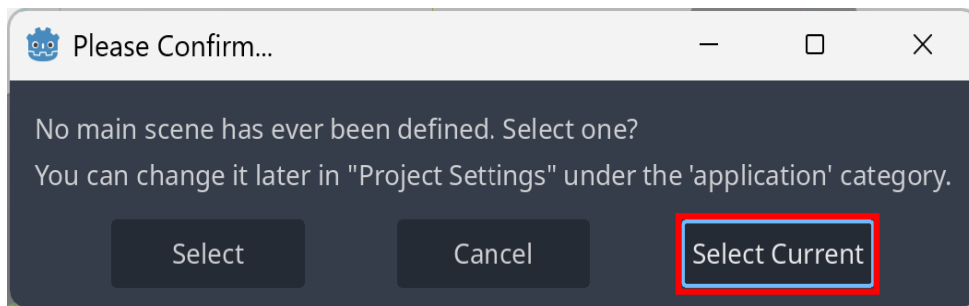 Please Confirm...
No main scene has ever been defined. Select one?
You can change it later in "Project Settings" under the 'application' category.
Select
Cancel
Select Current